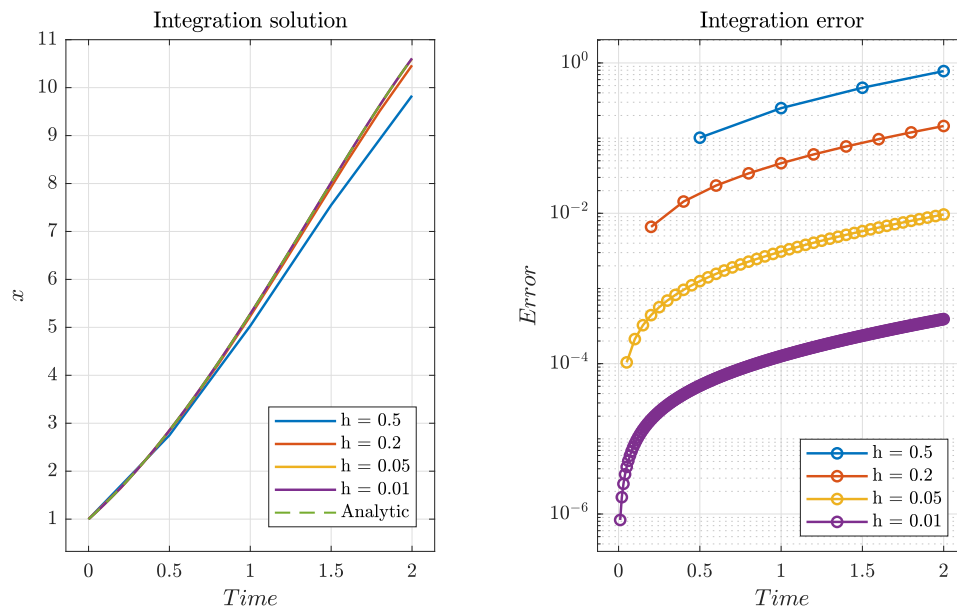 Integration solution
11
10
9
8
7
6
5
4
3
2
1
x
0
0.5
1
1.5
2
Time
h = 0.5
h = 0.2
h = 0.05
h = 0.01
Analytic
Integration error
10^0
10^-2
10^-4
10^-6
Error
0
0.5
1
1.5
2
Time
h = 0.5
h = 0.2
h = 0.05
h = 0.01